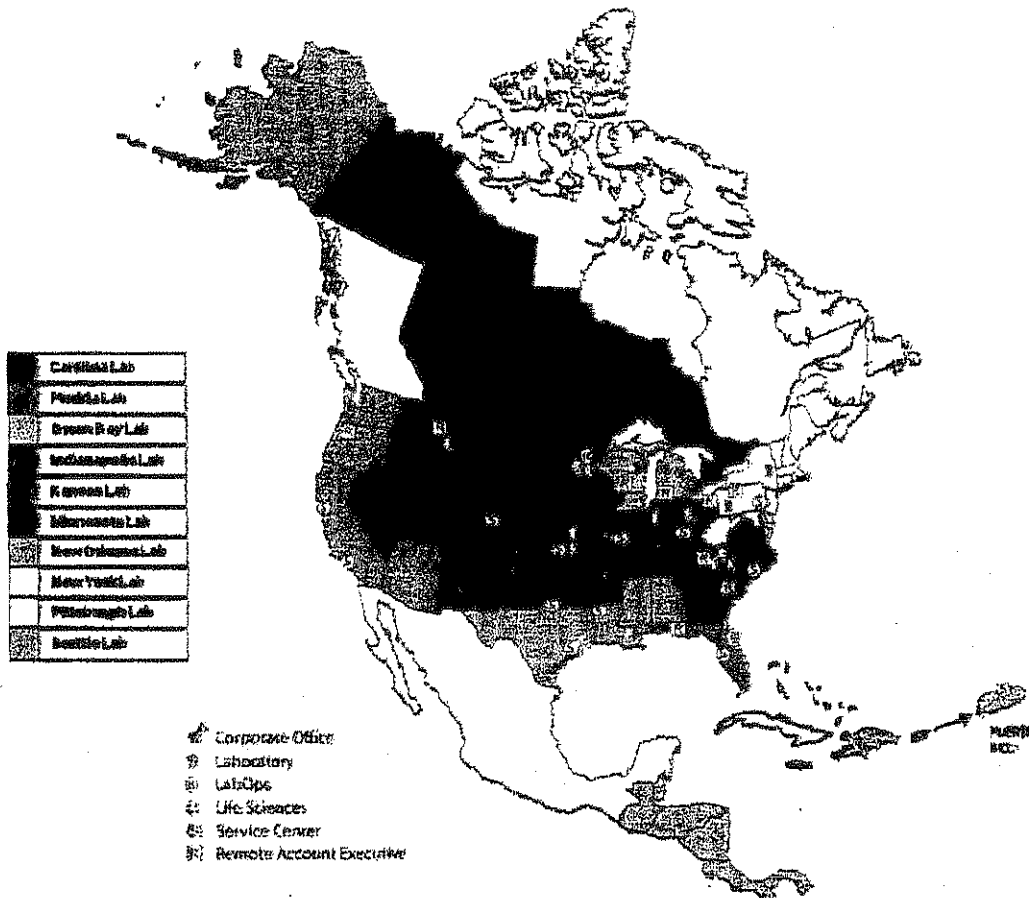 Carolina Lab
Florida Lab
Green Bay Lab
Indianapolis Lab
Kansas Lab
Minnesota Lab
New Orleans Lab
New York Lab
Pittsburgh Lab
Seattle Lab
Corporate Office
Laboratory
LabOps
Life Sciences
Service Center
Remote Account Executive